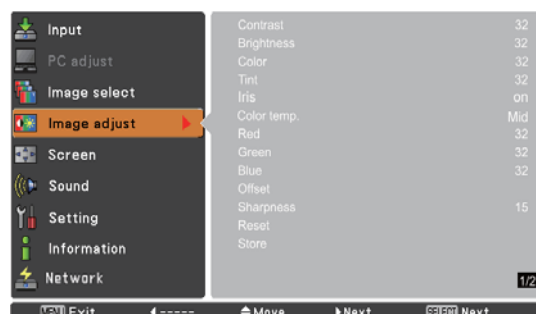 Input
PC adjust
Image select
Image adjust
Screen
Sound
Setting
Information
Network
Contrast 32
Brightness 32
Color 32
Tint 32
Iris on
Color temp. Mid
Red 32
Green 32
Blue 32
Offset
Sharpness 15
Reset
Store
1/2
MENU Exit ----- Move Next SELECT Next